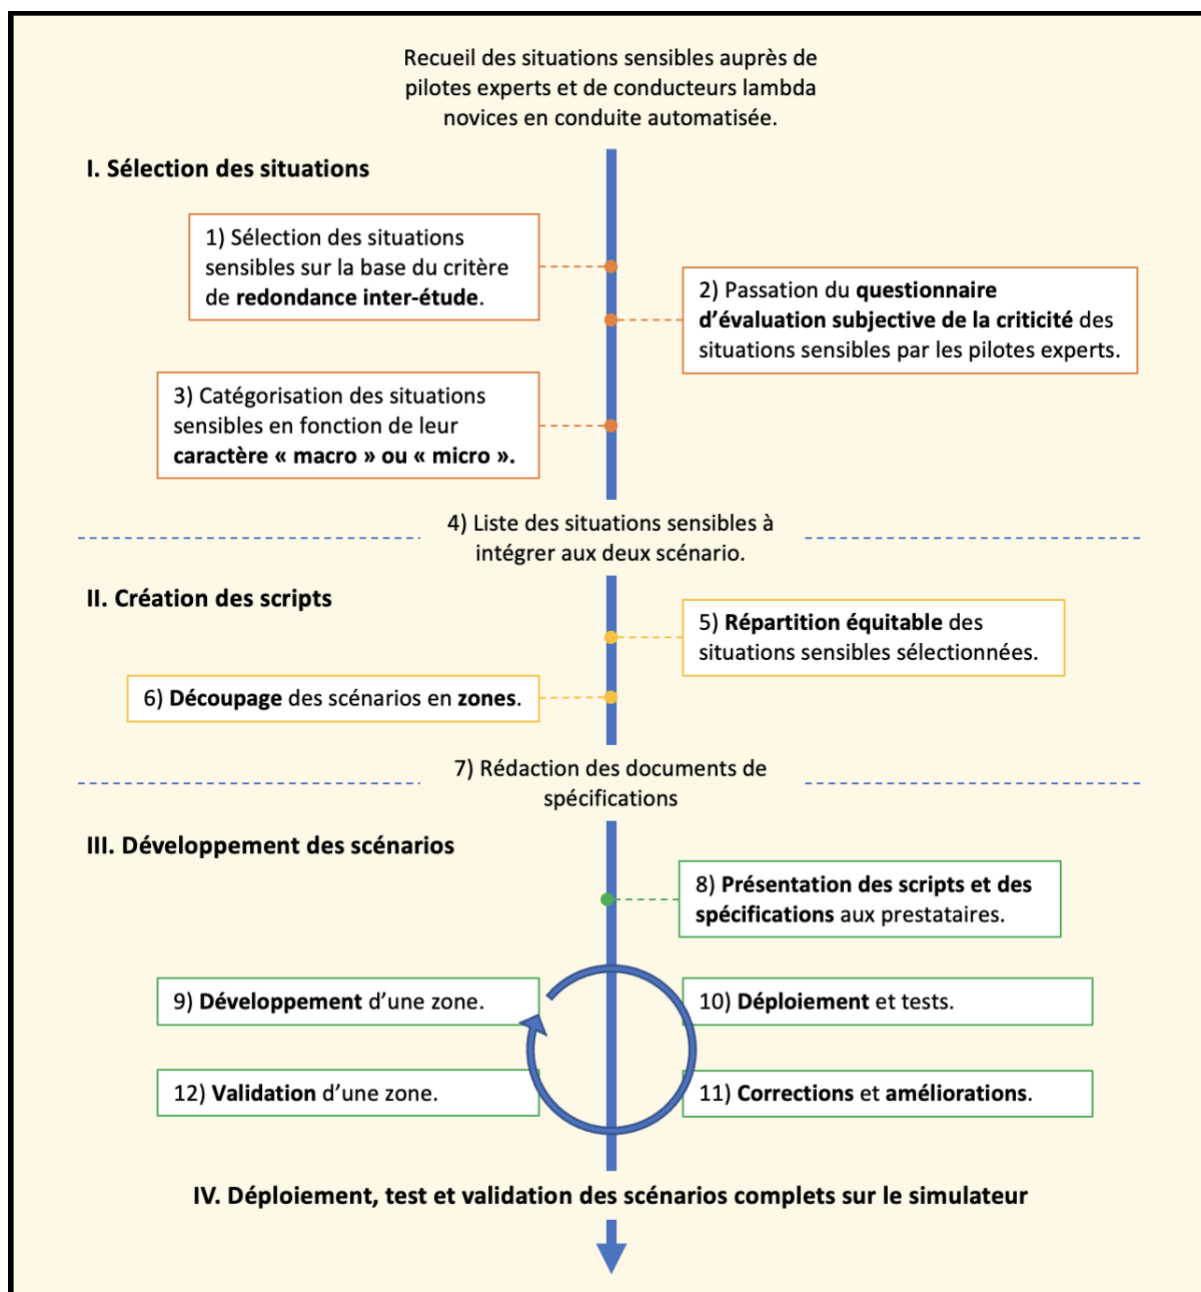 Recueil des situations sensibles auprès de
pilotes experts et de conducteurs lambda
novices en conduite automatisée.
I. Sélection des situations
1) Sélection des situations
sensibles sur la base du critère
de redondance inter-étude.
2) Passation du questionnaire
d’évaluation subjective de la criticité des
situations sensibles par les pilotes experts.
3) Catégorisation des situations
sensibles en fonction de leur
caractère « macro » ou « micro ».
4) Liste des situations sensibles à
intégrer aux deux scénario.
II. Création des scripts
5) Répartition équitable des
situations sensibles sélectionnées.
6) Découpage des scénarios en zones.
7) Rédaction des documents de
spécifications
III. Développement des scénarios
8) Présentation des scripts et des
spécifications aux prestataires.
9) Développement d’une zone.
10) Déploiement et tests.
12) Validation d’une zone.
11) Corrections et améliorations.
IV. Déploiement, test et validation des scénarios complets sur le simulateur